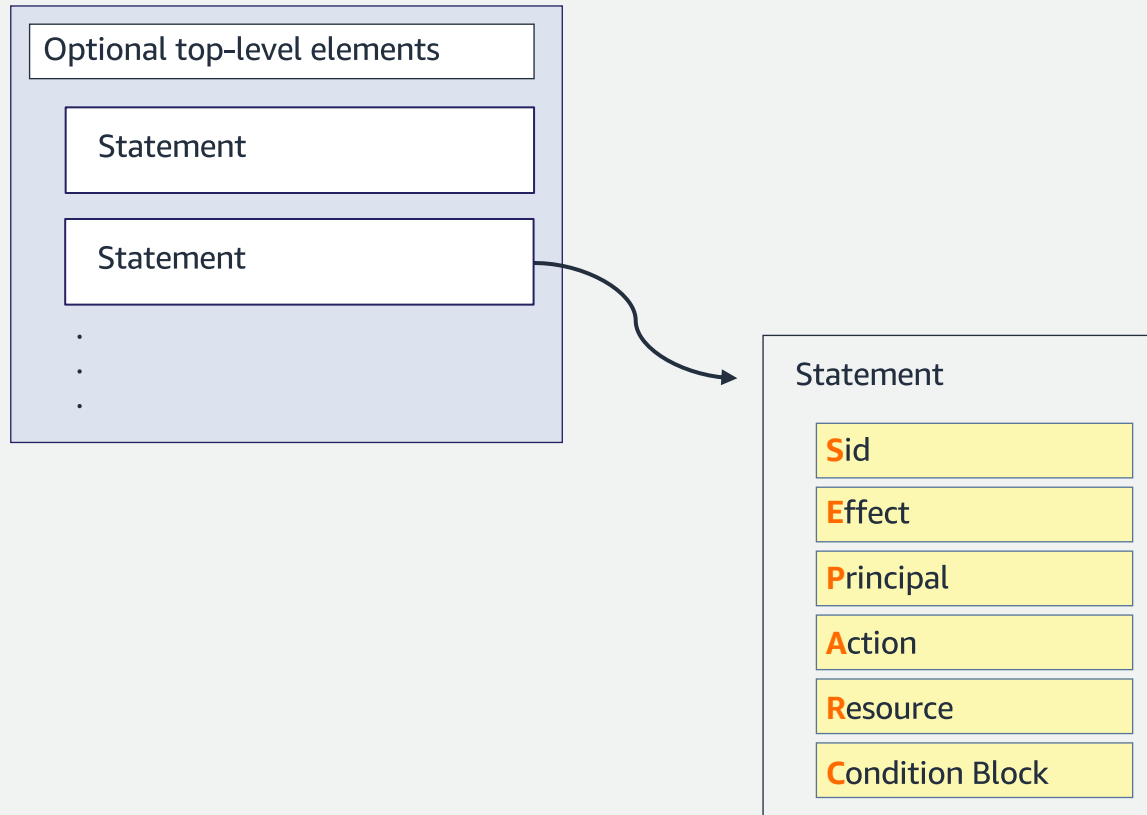 Optional top-level elements
Statement
Statement
.
.
.
Statement
Sid
Effect
Principal
Action
Resource
Condition Block